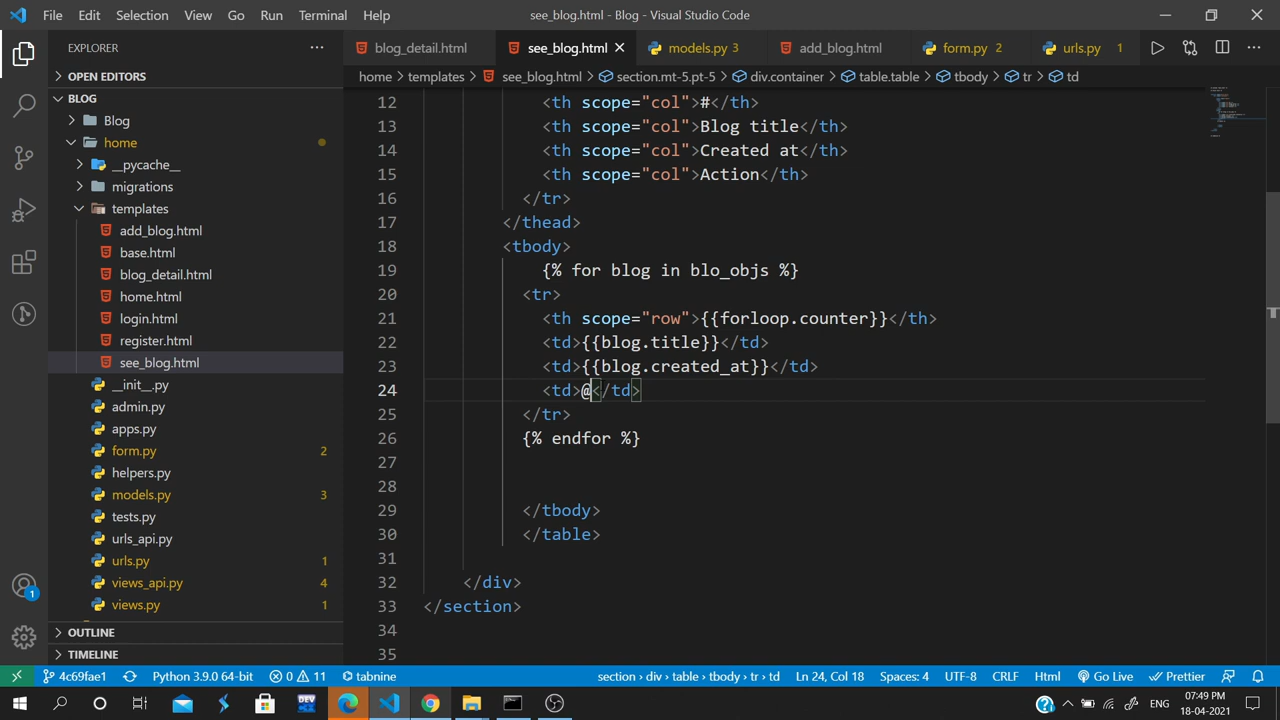 File Edit Selection View Go Run Terminal Help see_blog.html - Blog - Visual Studio Code
EXPLORER
blog_detail.html see_blog.html models.py 3 add_blog.html form.py 2 urls.py 1
OPEN EDITORS
home templates see_blog.html section.mt-5.pt-5 div.container table.table tbody tr td
BLOG
Blog
home
__pycache__
migrations
templates
add_blog.html
base.html
blog_detail.html
home.html
login.html
register.html
see_blog.html
__init__.py
admin.py
apps.py
form.py 2
helpers.py
models.py 3
tests.py
urls_api.py
urls.py 1
views_api.py 4
views.py 1
OUTLINE
TIMELINE
12 <th scope="col">#</th>
13 <th scope="col">Blog title</th>
14 <th scope="col">Created at</th>
15 <th scope="col">Action</th>
16 </tr>
17 </thead>
18 <tbody>
19 {% for blog in blo_objs %}
20 <tr>
21 <th scope="row">{{forloop.counter}}</th>
22 <td>{{blog.title}}</td>
23 <td>{{blog.created_at}}</td>
24 <td>@</td>
25 </tr>
26 {% endfor %}
27
28
29 </tbody>
30 </table>
31
32 </div>
33 </section>
34
35
1
4c69fae1 Python 3.9.0 64-bit 0 11 tabnine section › div › table › tbody › tr › td Ln 24, Col 18 Spaces: 4 UTF-8 CRLF Html Go Live Prettier
ENG 07:49 PM
18-04-2021